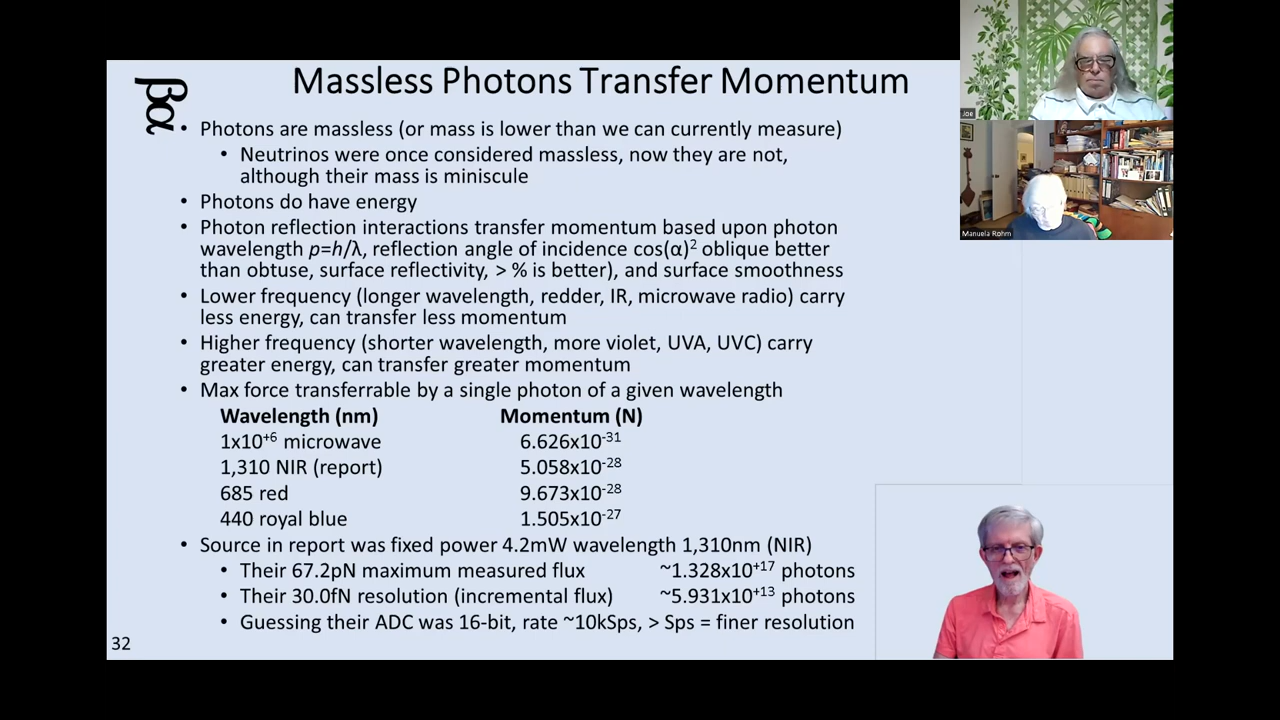 βα
Massless Photons Transfer Momentum
• Photons are massless (or mass is lower than we can currently measure)
• Neutrinos were once considered massless, now they are not,
although their mass is miniscule
• Photons do have energy
• Photon reflection interactions transfer momentum based upon photon
wavelength p=h/λ, reflection angle of incidence cos(α)² oblique better
than obtuse, surface reflectivity, > % is better), and surface smoothness
• Lower frequency (longer wavelength, redder, IR, microwave radio) carry
less energy, can transfer less momentum
• Higher frequency (shorter wavelength, more violet, UVA, UVC) carry
greater energy, can transfer greater momentum
• Max force transferrable by a single photon of a given wavelength
Wavelength (nm) Momentum (N)
1x10⁺⁶ microwave 6.626x10⁻³¹
1,310 NIR (report) 5.058x10⁻²⁸
685 red 9.673x10⁻²⁸
440 royal blue 1.505x10⁻²⁷
• Source in report was fixed power 4.2mW wavelength 1,310nm (NIR)
• Their 67.2pN maximum measured flux ~1.328x10⁺¹⁷ photons
• Their 30.0fN resolution (incremental flux) ~5.931x10⁺¹³ photons
• Guessing their ADC was 16-bit, rate ~10kSps, > Sps = finer resolution
32
Joe
Manuela Rohm